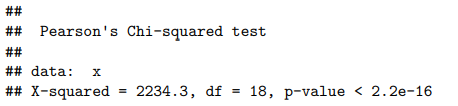 ##
##  Pearson's Chi-squared test
##
## data:  x
## X-squared = 2234.3, df = 18, p-value < 2.2e-16